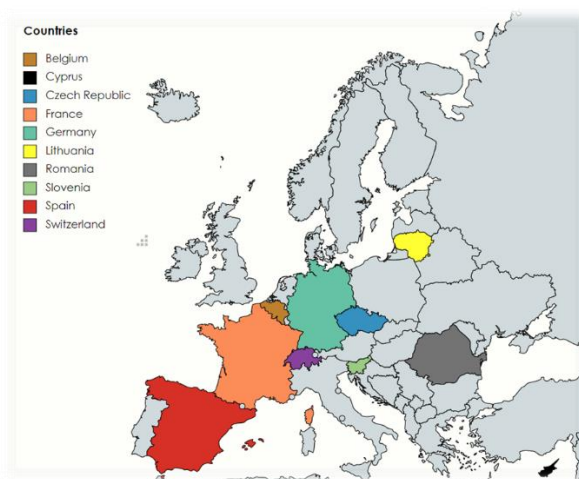 Countries
Belgium
Cyprus
Czech Republic
France
Germany
Lithuania
Romania
Slovenia
Spain
Switzerland